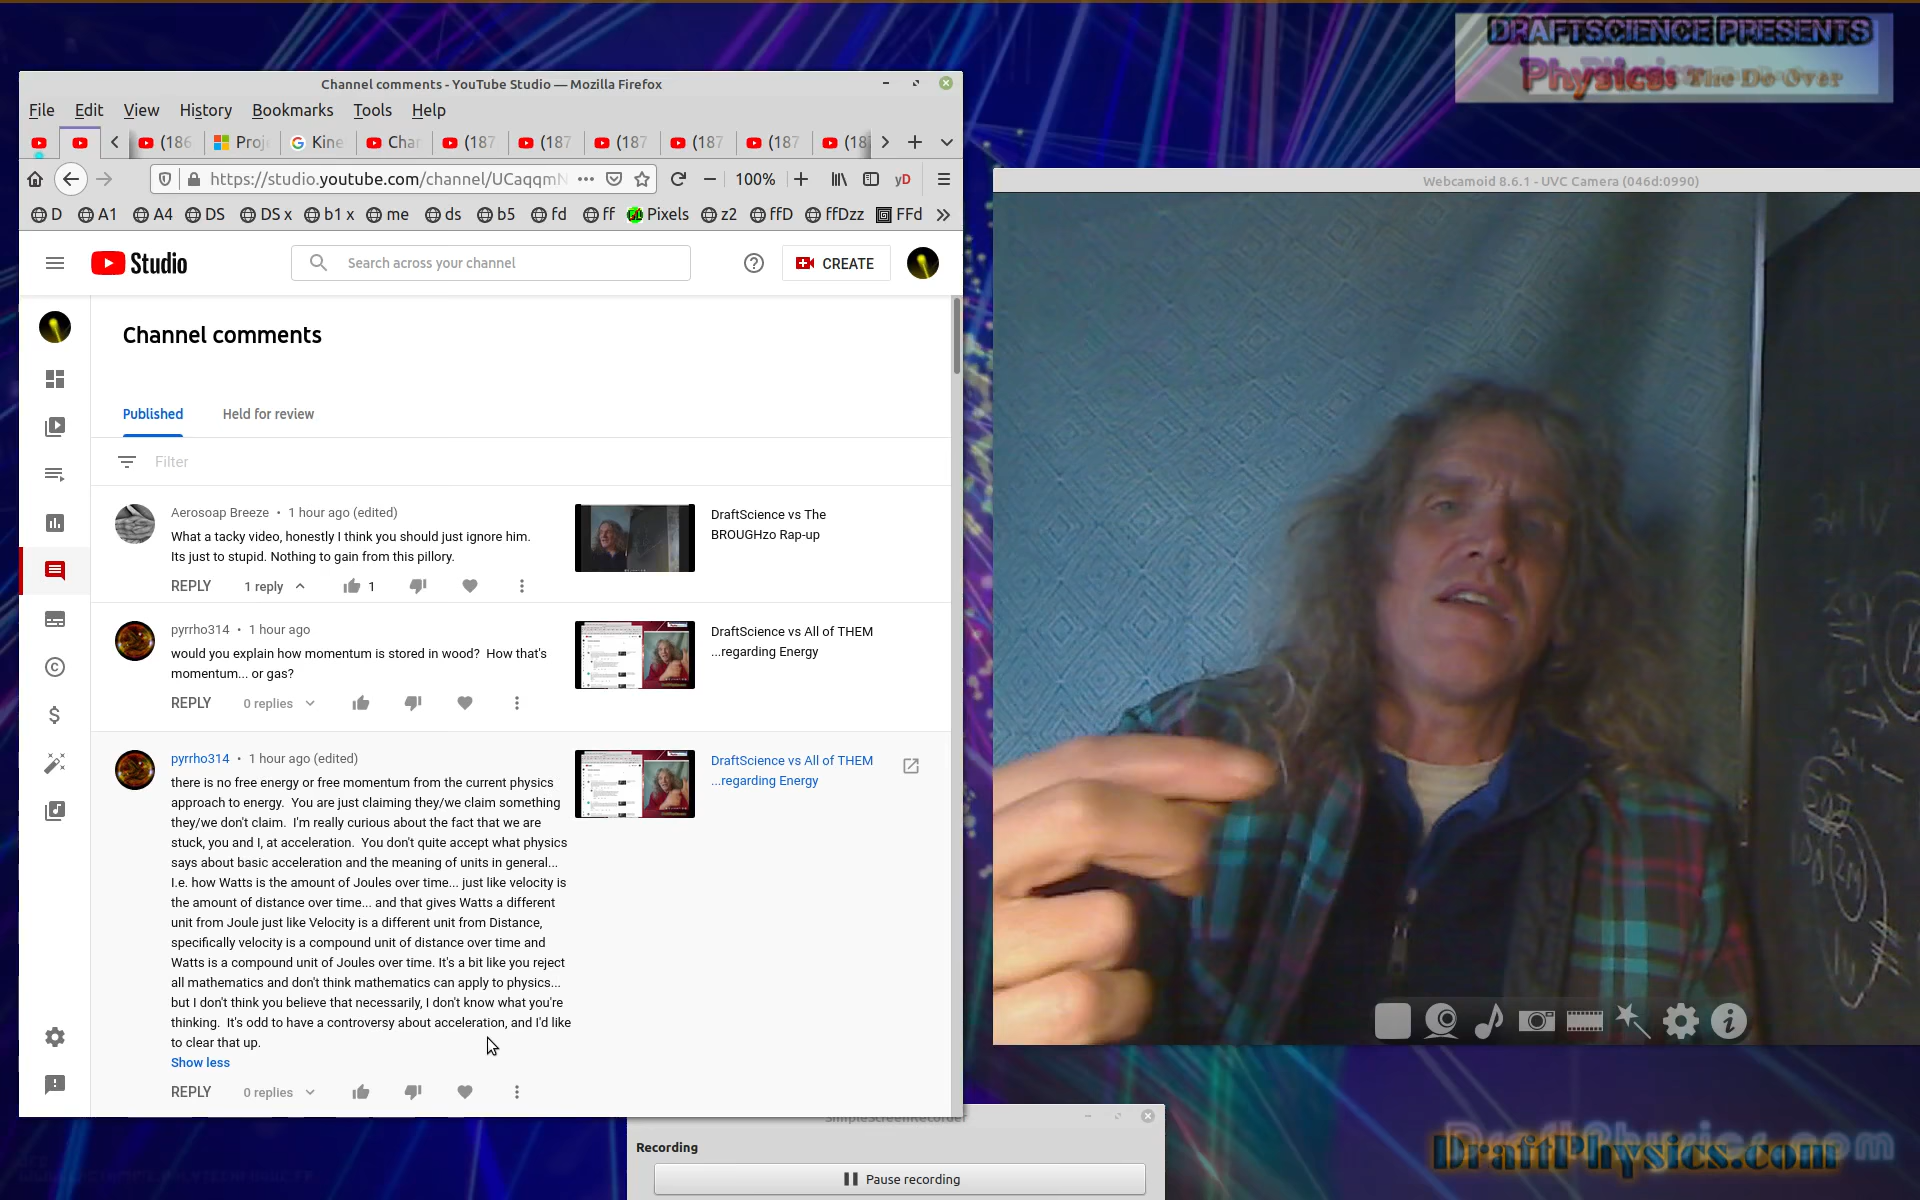 DRAFTSCIENCE PRESENTS
Physics: The Do Over
Channel comments - YouTube Studio — Mozilla Firefox
File Edit View History Bookmarks Tools Help
(186 Proj Kine Chan (187 (187 (187 (187 (187 (18
https://studio.youtube.com/channel/UCaqqmN 100% yD
D A1 A4 DS DS x b1 x me ds b5 fd ff Pixels z2 ffD ffDzz FFd
Studio Search across your channel CREATE
Channel comments
Published Held for review
Filter
Aerosoap Breeze • 1 hour ago (edited)
What a tacky video, honestly I think you should just ignore him.
Its just to stupid. Nothing to gain from this pillory.
REPLY 1 reply 1
DraftScience vs The
BROUGHzo Rap-up
pyrrho314 • 1 hour ago
would you explain how momentum is stored in wood? How that's
momentum... or gas?
REPLY 0 replies
DraftScience vs All of THEM
...regarding Energy
pyrrho314 • 1 hour ago (edited)
there is no free energy or free momentum from the current physics
approach to energy. You are just claiming they/we claim something
they/we don't claim. I'm really curious about the fact that we are
stuck, you and I, at acceleration. You don't quite accept what physics
says about basic acceleration and the meaning of units in general...
I.e. how Watts is the amount of Joules over time... just like velocity is
the amount of distance over time... and that gives Watts a different
unit from Joule just like Velocity is a different unit from Distance,
specifically velocity is a compound unit of distance over time and
Watts is a compound unit of Joules over time. It's a bit like you reject
all mathematics and don't think mathematics can apply to physics...
but I don't think you believe that necessarily, I don't know what you're
thinking. It's odd to have a controversy about acceleration, and I'd like
to clear that up.
Show less
REPLY 0 replies
DraftScience vs All of THEM
...regarding Energy
Webcamoid 8.6.1 - UVC Camera (046d:0990)
SimpleScreenRecorder
Recording
Pause recording
DraftPhysics.com